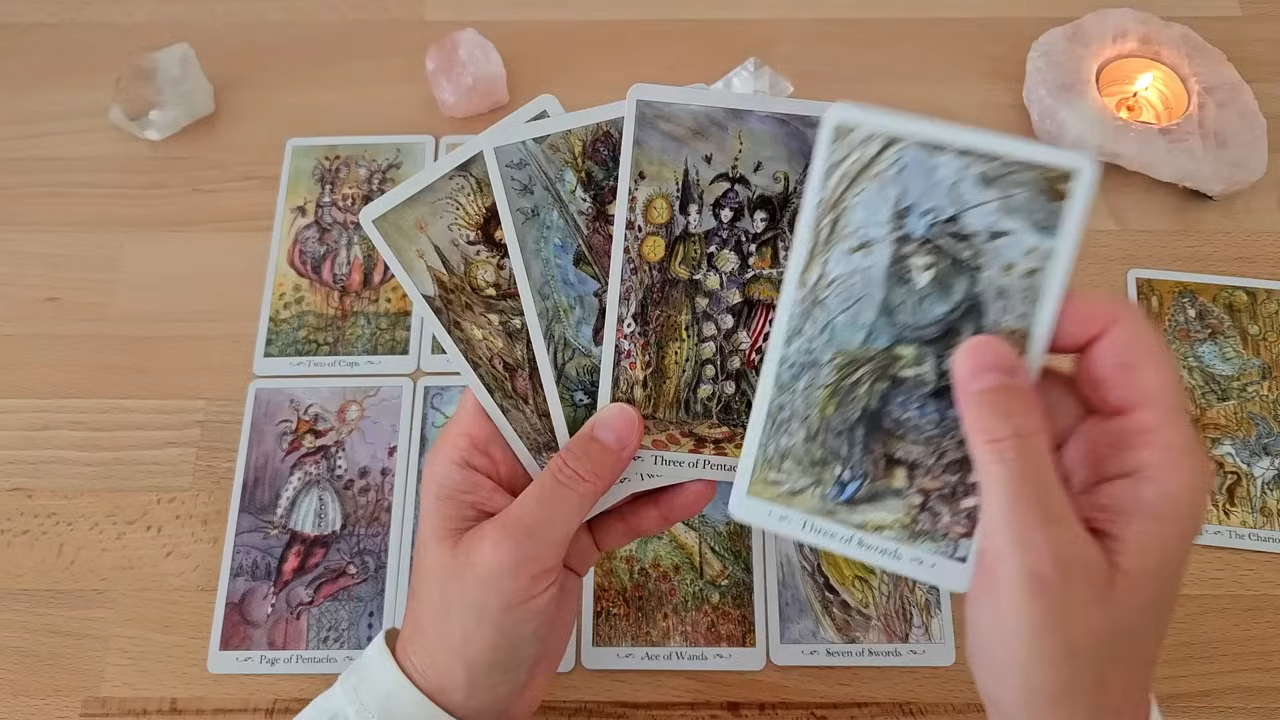 Two of Cups
Three of Pentac
Tw
Three of Swords
Page of Pentacles
Ace of Wands
Seven of Swords
The Chario